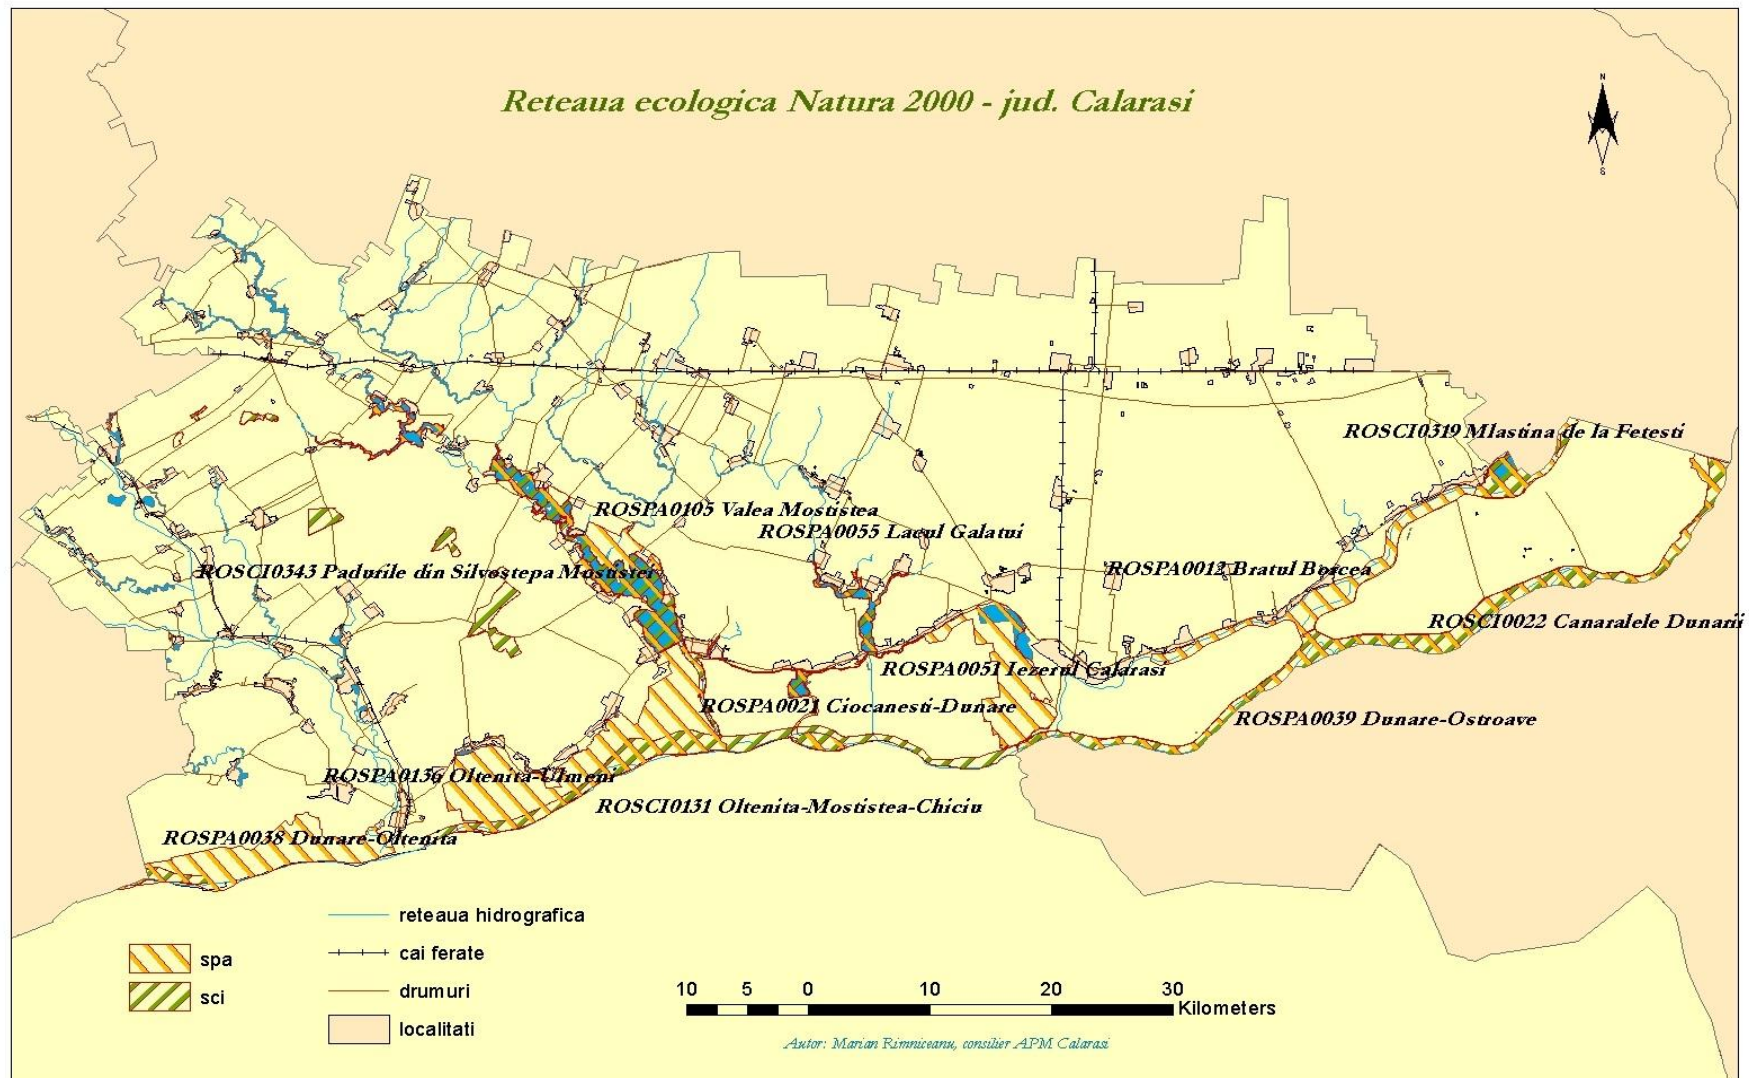 Reteaua ecologica Natura 2000 - jud. Calarasi
N
S
ROSCI0319 Mlastina de la Fetesti
ROSPA0105 Valea Mostistea
ROSPA0055 Lacul Galatui
ROSCI0343 Padurile din Silvostepa Mostistei
ROSPA0012 Bratul Borcea
ROSCI0022 Canaralele Dunarii
ROSPA0051 Iezerul Calarasi
ROSPA0021 Ciocanesti-Dunare
ROSPA0039 Dunare-Ostroave
ROSPA0136 Oltenita-Ulmeni
ROSCI0131 Oltenita-Mostistea-Chiciu
ROSPA0038 Dunare-Oltenita
reteaua hidrografica
spa
cai ferate
sci
drumuri
localitati
10 5 0 10 20 30
Kilometers
Autor: Marian Rimniceanu, consilier APM Calarasi